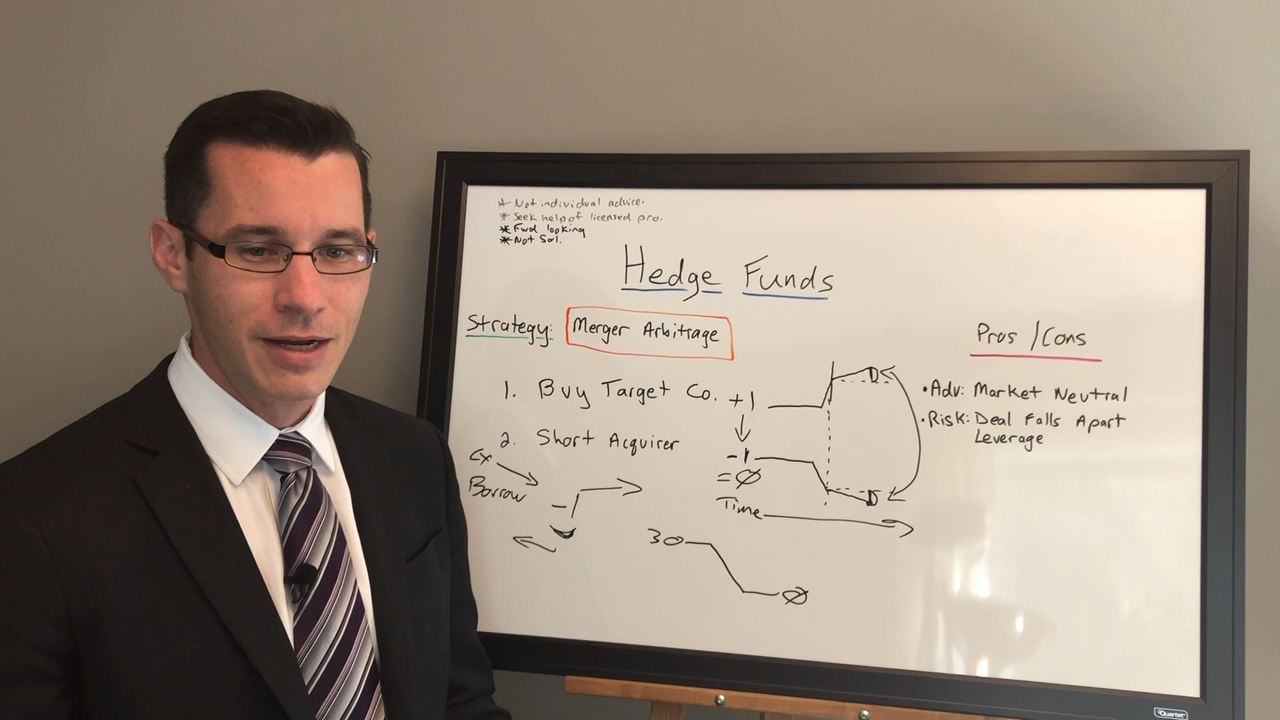 * Not individual advice.
* Seek help of licensed pro.
* Fwd looking
* Not Sol.
Hedge Funds
Strategy: Merger Arbitrage
1. Buy Target Co. +1
2. Short Acquirer
-1
=Ø
Time
Borrow
30
Ø
Pros/Cons
• Adv: Market Neutral
• Risk: Deal Falls Apart
Leverage
Quartet